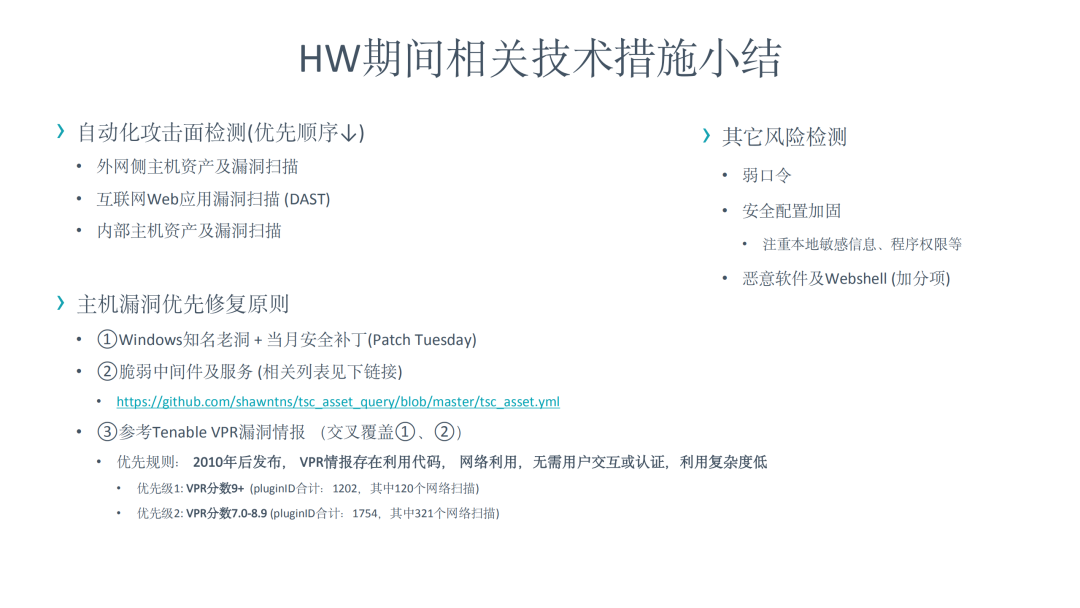 HW期间相关技术措施小结
› 自动化攻击面检测(优先顺序↓)
• 外网侧主机资产及漏洞扫描
• 互联网Web应用漏洞扫描 (DAST)
• 内部主机资产及漏洞扫描
› 主机漏洞优先修复原则
• ①Windows知名老洞 + 当月安全补丁(Patch Tuesday)
• ②脆弱中间件及服务 (相关列表见下链接)
• https://github.com/shawntns/tsc_asset_query/blob/master/tsc_asset.yml
• ③参考Tenable VPR漏洞情报 （交叉覆盖①、②）
• 优先规则： 2010年后发布， VPR情报存在利用代码， 网络利用，无需用户交互或认证，利用复杂度低
• 优先级1: VPR分数9+ (pluginID合计：1202，其中120个网络扫描)
• 优先级2: VPR分数7.0-8.9 (pluginID合计：1754，其中321个网络扫描)
› 其它风险检测
• 弱口令
• 安全配置加固
• 注重本地敏感信息、程序权限等
• 恶意软件及Webshell (加分项)